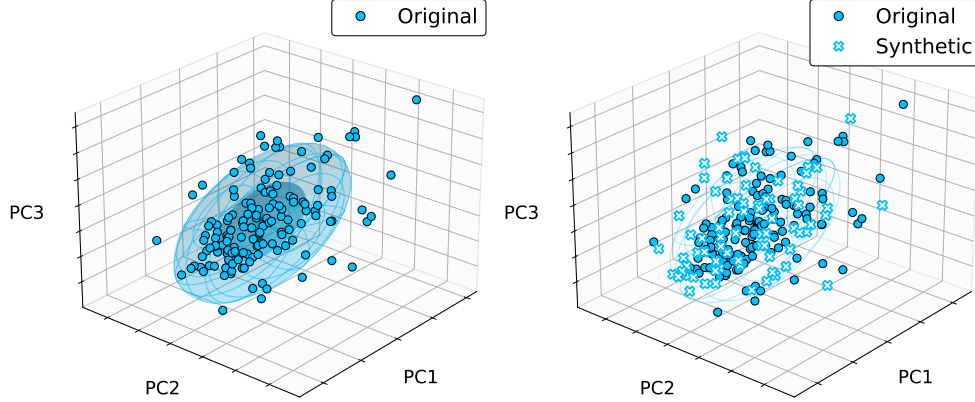 Original
PC3
PC2
PC1
Original
Synthetic
PC3
PC2
PC1